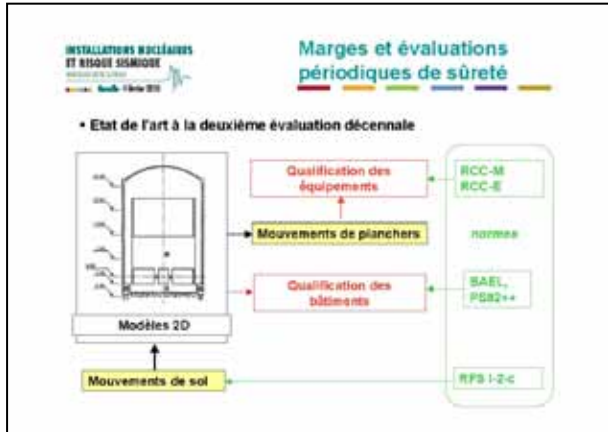 INSTALLATIONS NUCLÉAIRES
ET RISQUE SISMIQUE
Marges et évaluations
périodiques de sûreté
• Etat de l'art à la deuxième évaluation décennale
Qualification des
équipements
RCC-M
RCC-E
Mouvements de planchers
normes
Qualification des
bâtiments
BAEL,
PS82++
Modèles 2D
Mouvements de sol
RFS I-2-c